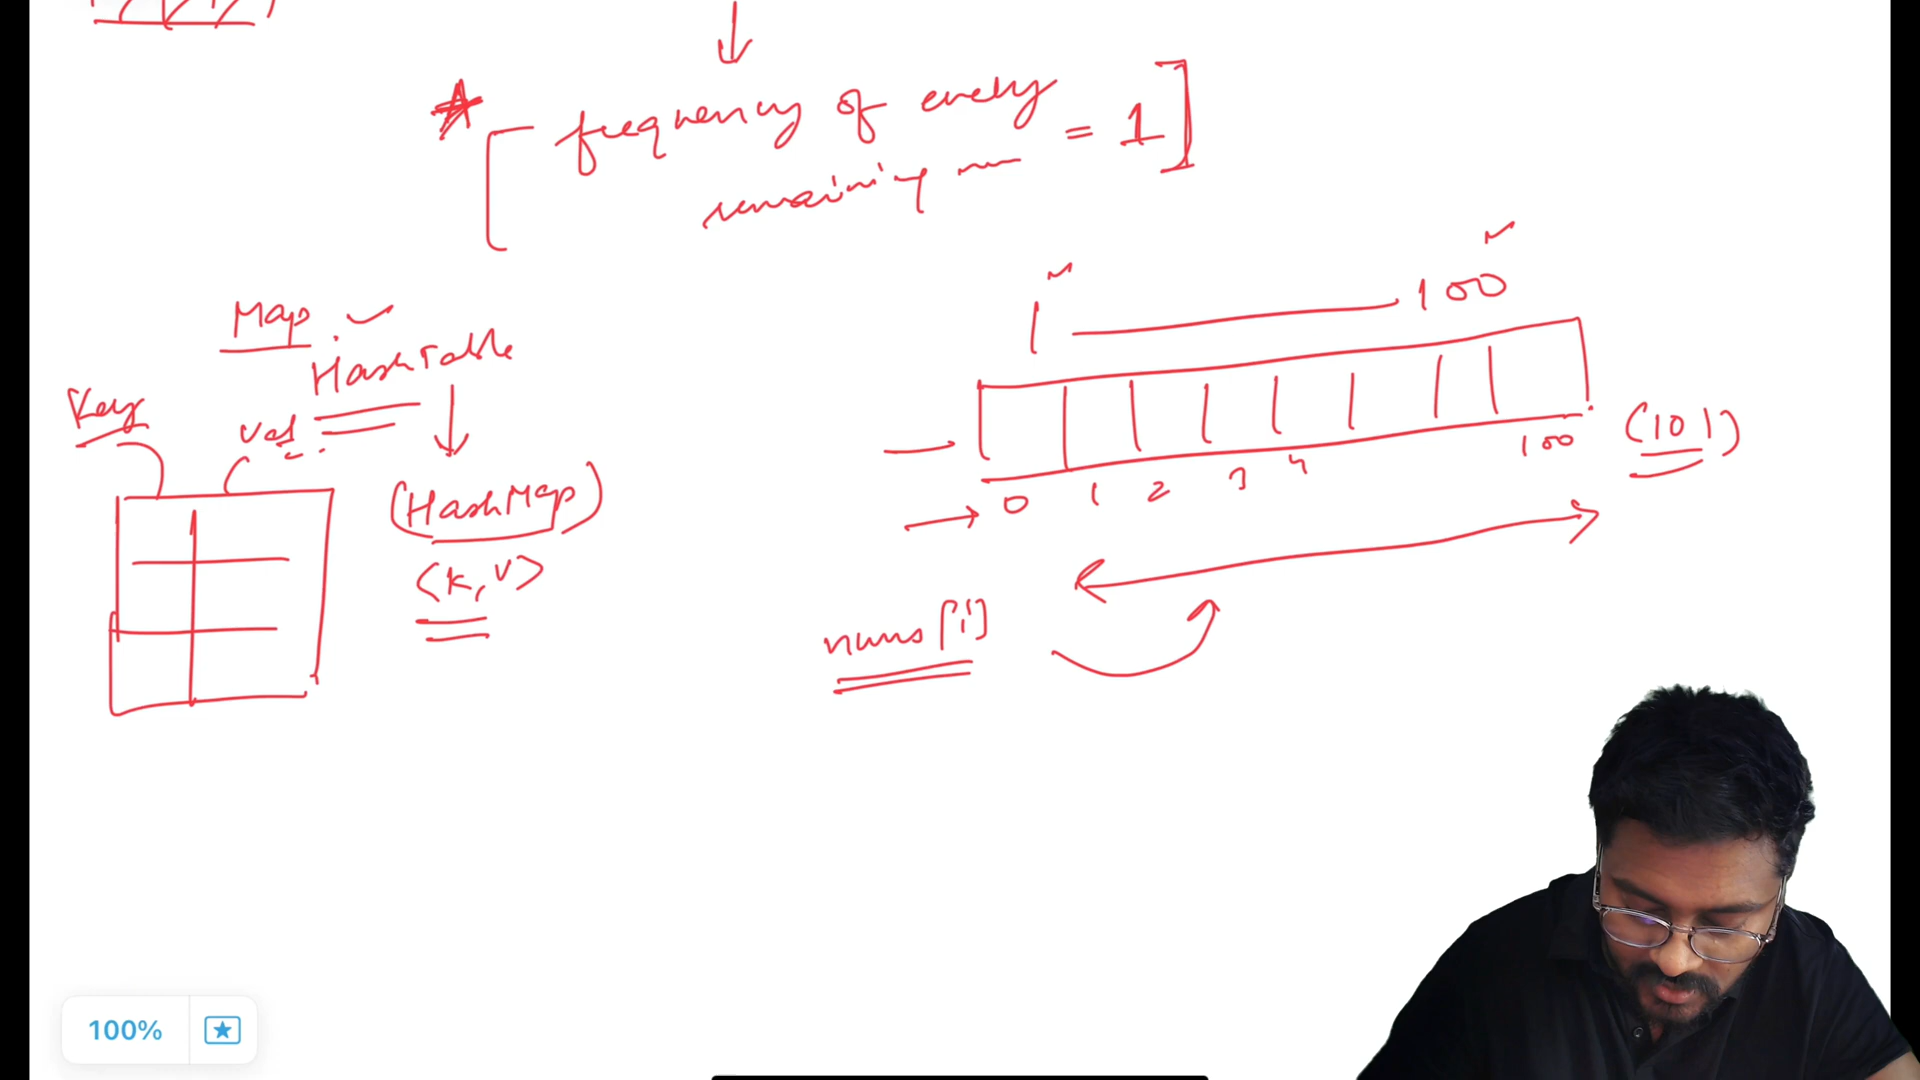 frequency of every
remaining = 1]
Map
HashTable
Key
val
(HashMap)
<K, V>
1 100
0 1 2 3 4 100 (101)
nums[i]
100%